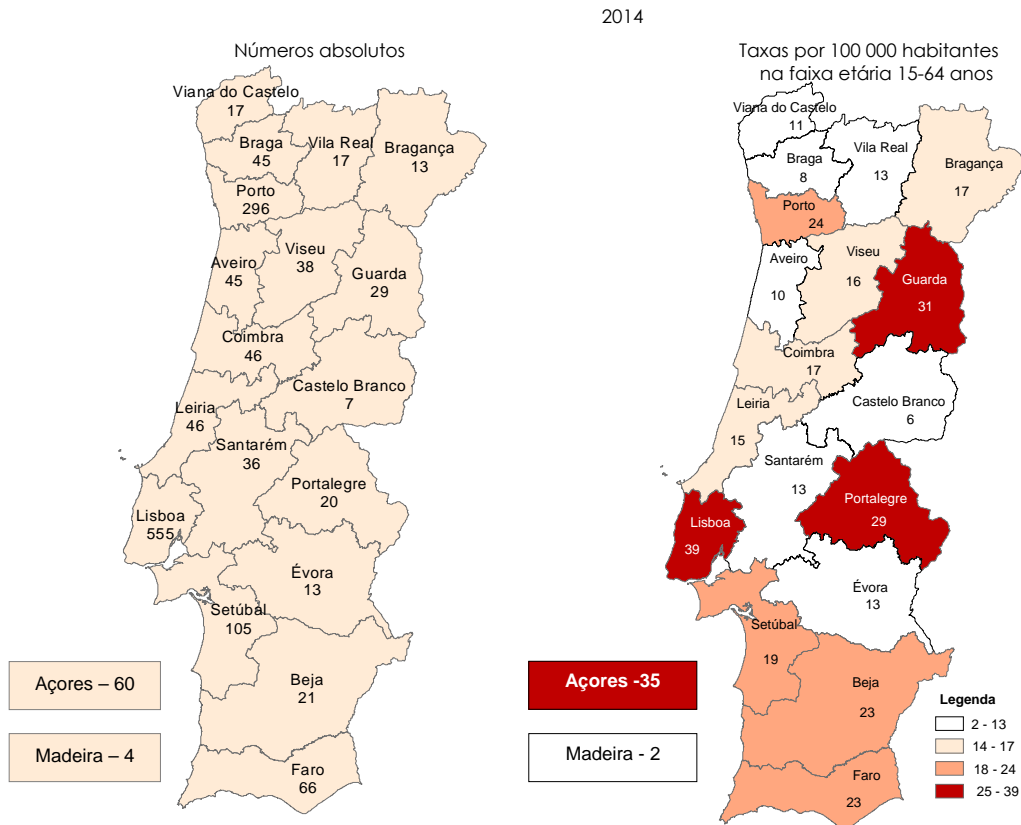 2014
Números absolutos
Viana do Castelo
17
Braga
45
Vila Real
17
Bragança
13
Porto
296
Aveiro
45
Viseu
38
Guarda
29
Coimbra
46
Castelo Branco
7
Leiria
46
Santarém
36
Portalegre
20
Lisboa
555
Évora
13
Setúbal
105
Beja
21
Faro
66
Açores – 60
Madeira – 4
Taxas por 100 000 habitantes
na faixa etária 15-64 anos
Viana do Castelo
11
Braga
8
Vila Real
13
Bragança
17
Porto
24
Aveiro
10
Viseu
16
Guarda
31
Coimbra
17
Castelo Branco
6
Leiria
15
Santarém
13
Portalegre
29
Lisboa
39
Évora
13
Setúbal
19
Beja
23
Faro
23
Açores -35
Madeira - 2
Legenda
2 - 13
14 - 17
18 - 24
25 - 39